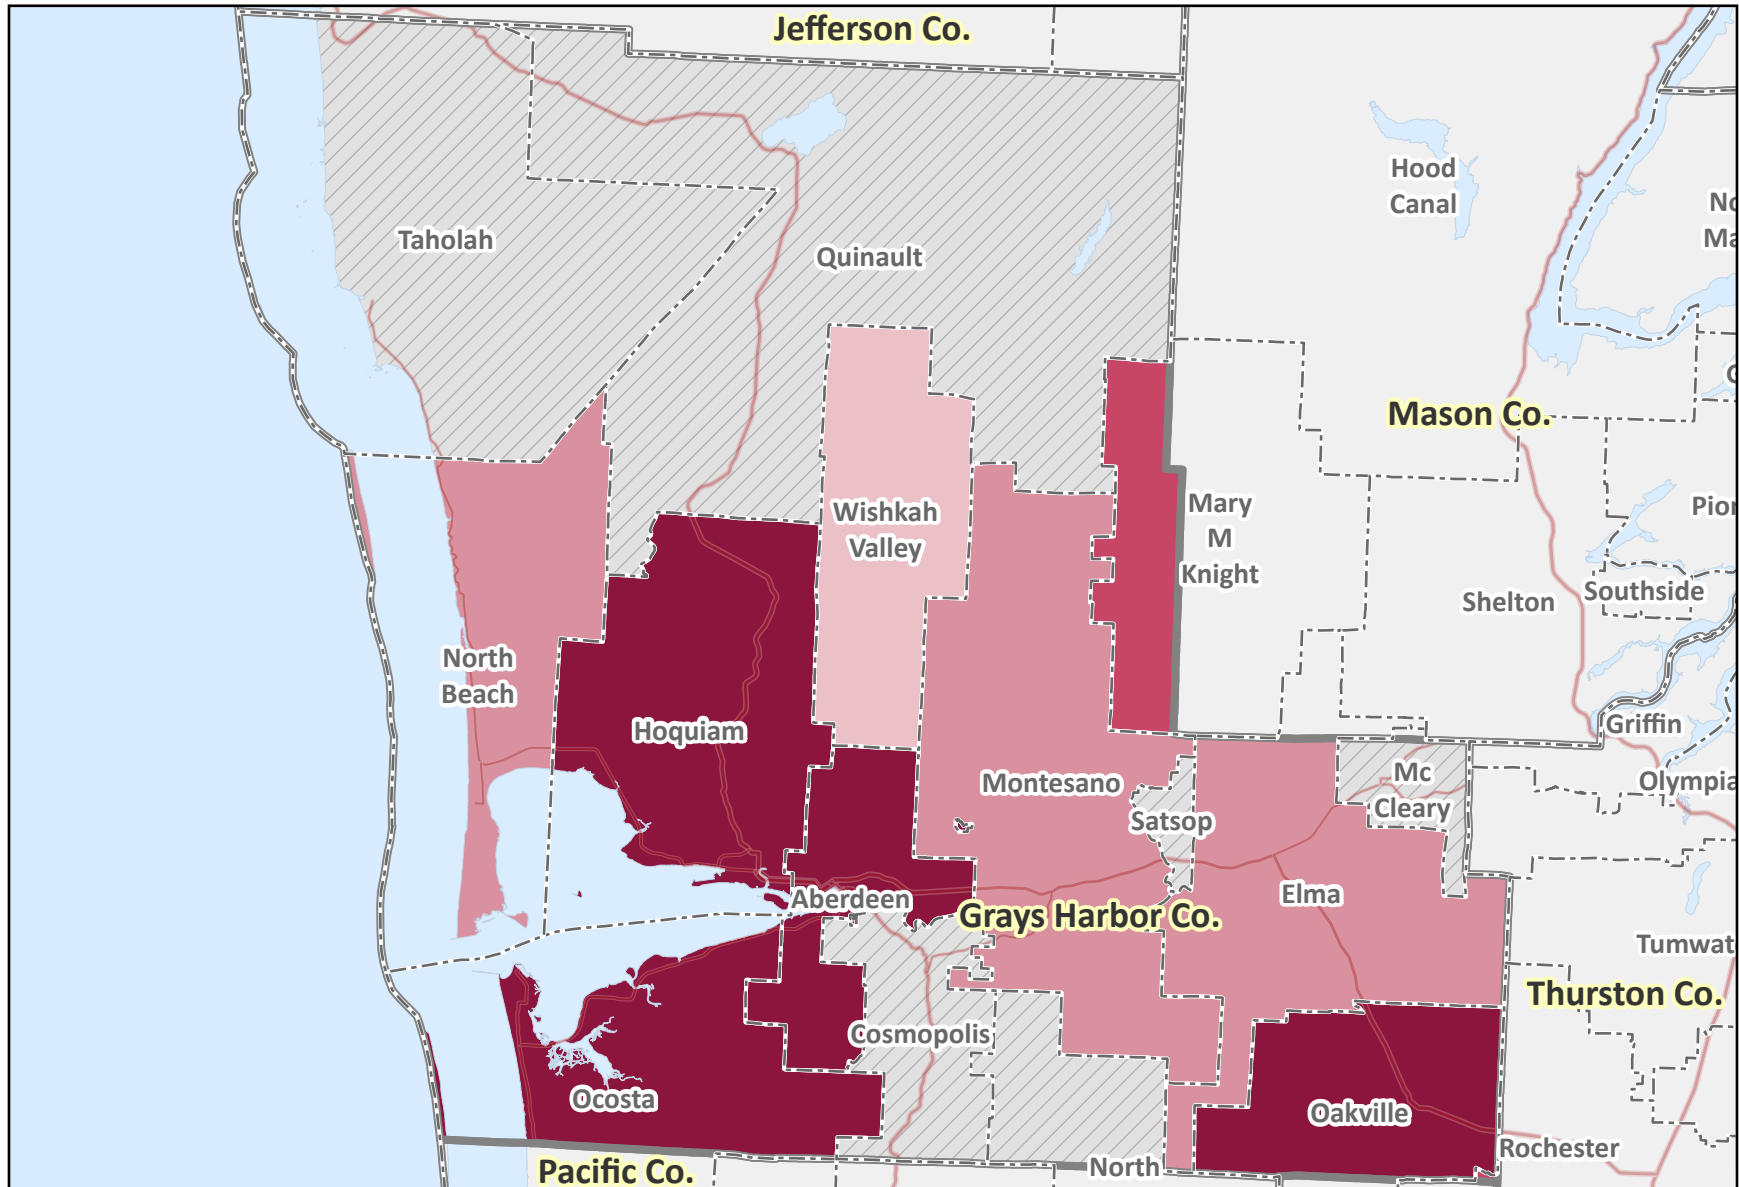 Jefferson Co.
Hood
Canal
Taholah
Quinault
Mason Co.
Mary
M
Knight
Wishkah
Valley
Shelton
Southside
North
Beach
Hoquiam
Griffin
Montesano
Mc
Cleary
Olympia
Satsop
Aberdeen
Elma
Grays Harbor Co.
Tumwat
Thurston Co.
Cosmopolis
Ocosta
Oakville
Rochester
North
Pacific Co.